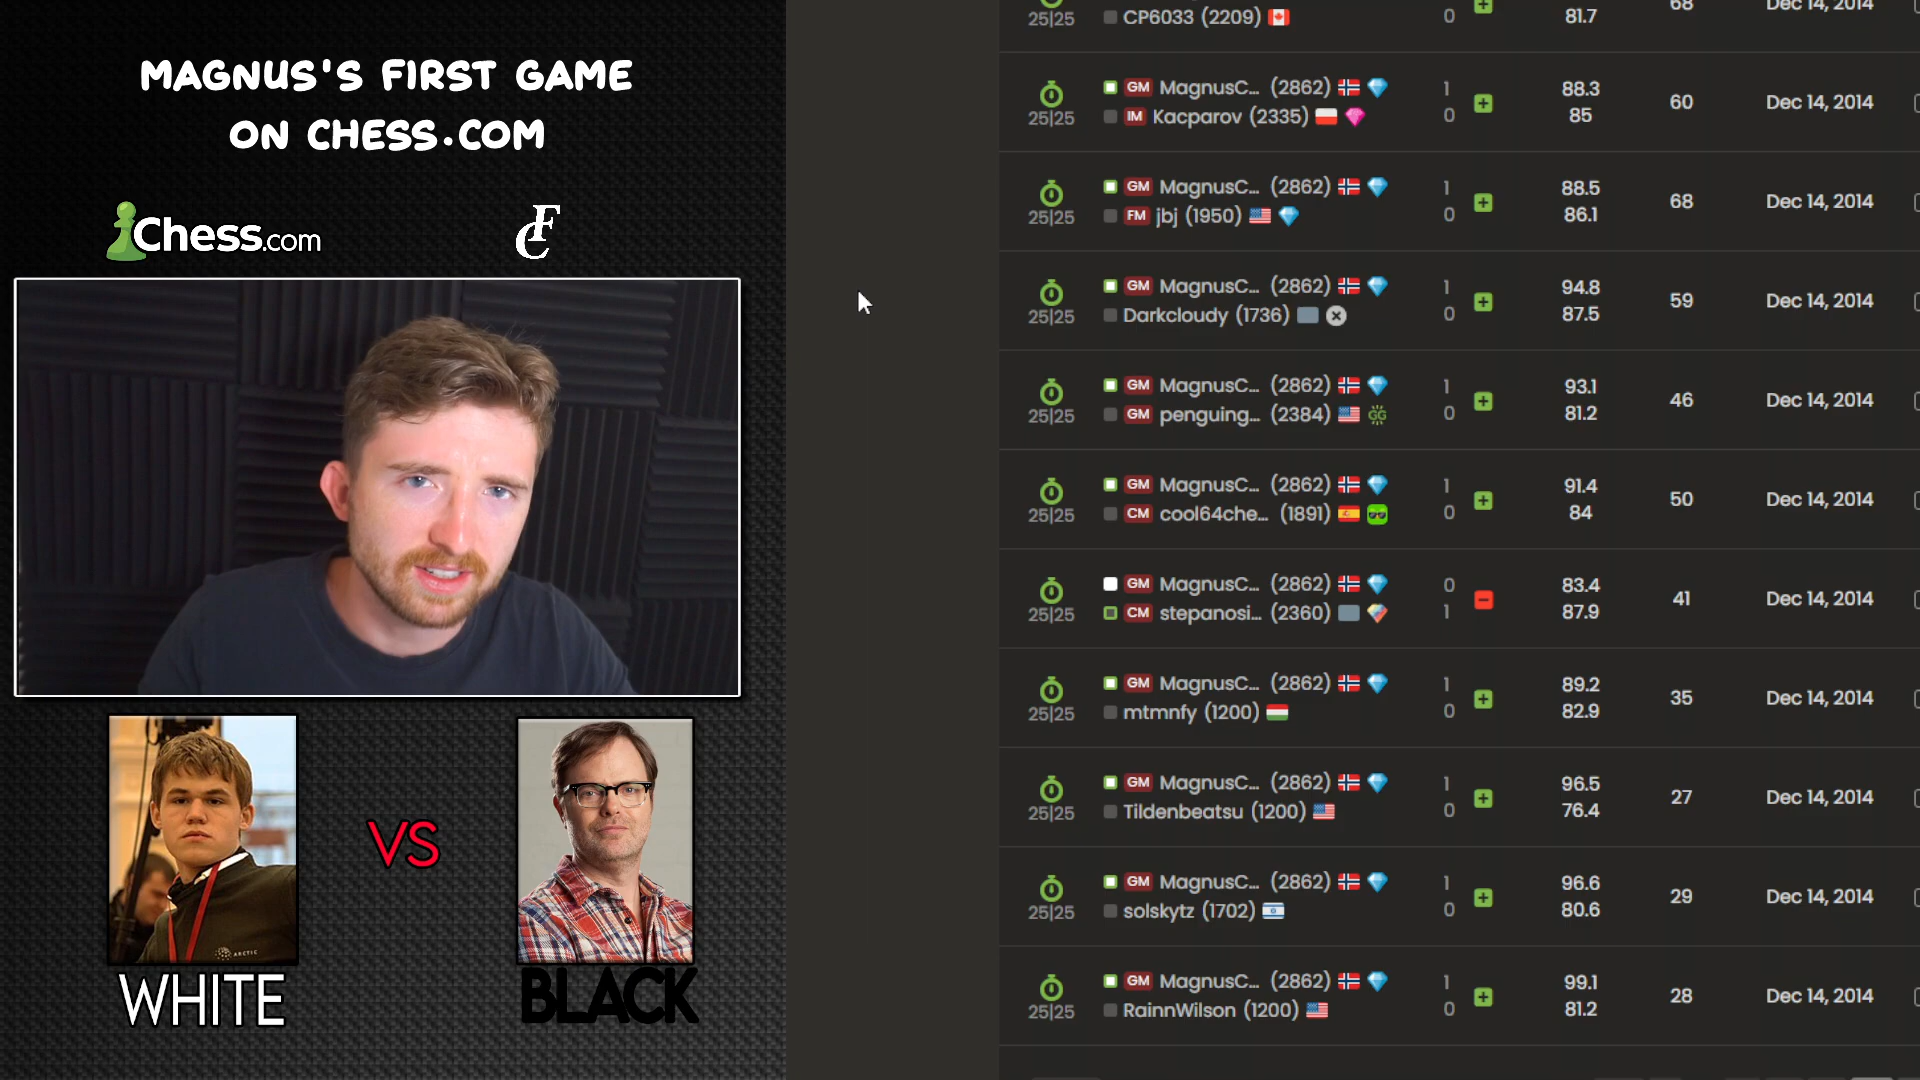 MAGNUS'S FIRST GAME
ON CHESS.COM
Chess.com
FC
ARCTIC
VS
WHITE
BLACK
25|25
CP6033 (2209)
0
81.7
68
Dec 14, 2014
25|25
GM MagnusC... (2862)
IM Kacparov (2335)
1
0
88.3
85
60
Dec 14, 2014
25|25
GM MagnusC... (2862)
FM jbj (1950)
1
0
88.5
86.1
68
Dec 14, 2014
25|25
GM MagnusC... (2862)
Darkcloudy (1736)
1
0
94.8
87.5
59
Dec 14, 2014
25|25
GM MagnusC... (2862)
GM penguing... (2384)
GG
1
0
93.1
81.2
46
Dec 14, 2014
25|25
GM MagnusC... (2862)
CM cool64che... (1891)
1
0
91.4
84
50
Dec 14, 2014
25|25
GM MagnusC... (2862)
CM stepanosi... (2360)
0
1
83.4
87.9
41
Dec 14, 2014
25|25
GM MagnusC... (2862)
mtmnfy (1200)
1
0
89.2
82.9
35
Dec 14, 2014
25|25
GM MagnusC... (2862)
Tildenbeatsu (1200)
1
0
96.5
76.4
27
Dec 14, 2014
25|25
GM MagnusC... (2862)
solskytz (1702)
1
0
96.6
80.6
29
Dec 14, 2014
25|25
GM MagnusC... (2862)
RainnWilson (1200)
1
0
99.1
81.2
28
Dec 14, 2014